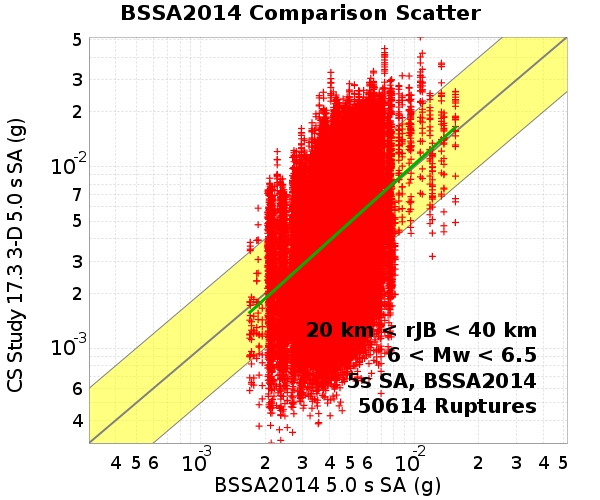 BSSA2014 Comparison Scatter
CS Study 17.3 3-D 5.0 s SA (g)
5
3
2
10-2
7
5
3
2
10-3
6
4
20 km < rJB < 40 km
6 < Mw < 6.5
5s SA, BSSA2014
50614 Ruptures
4 5 6 10-3 2 3 4 5 6 10-2 2 3 4 5
BSSA2014 5.0 s SA (g)